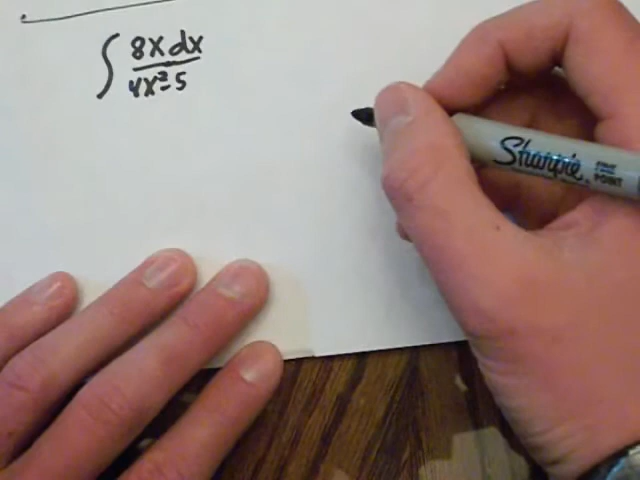 ∫ 8x dx
4x²-5
Sharpie FINE
POINT